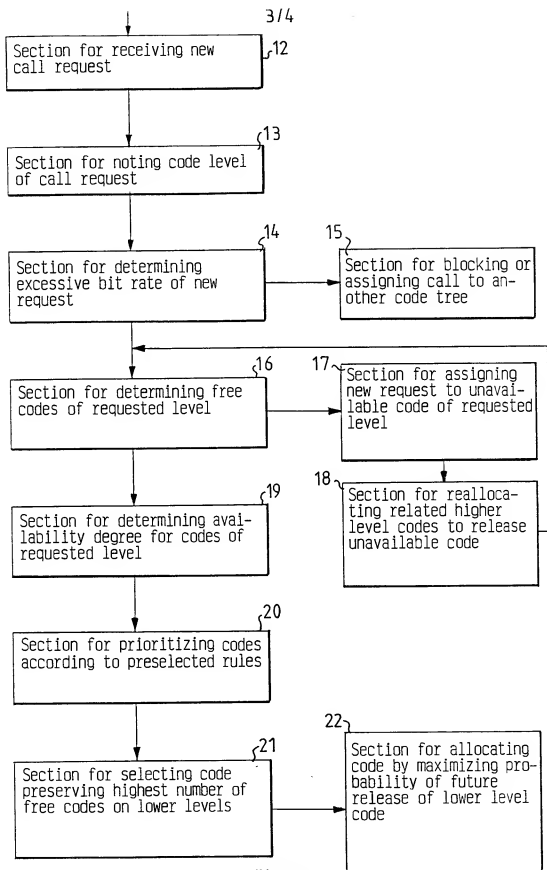 3/4
Section for receiving new
call request
12
13
Section for noting code level
of call request
14
Section for determining
excessive bit rate of new
request
15
Section for blocking or
assigning call to an-
other code tree
16
Section for determining free
codes of requested level
17
Section for assigning
new request to unavai-
lable code of requested
level
18
Section for realloca-
ting related higher
level codes to release
unavailable code
19
Section for determining avai-
lability degree for codes of
requested level
20
Section for prioritizing codes
according to preselected rules
21
Section for selecting code
preserving highest number of
free codes on lower levels
22
Section for allocating
code by maximizing pro-
bability of future
release of lower level
code